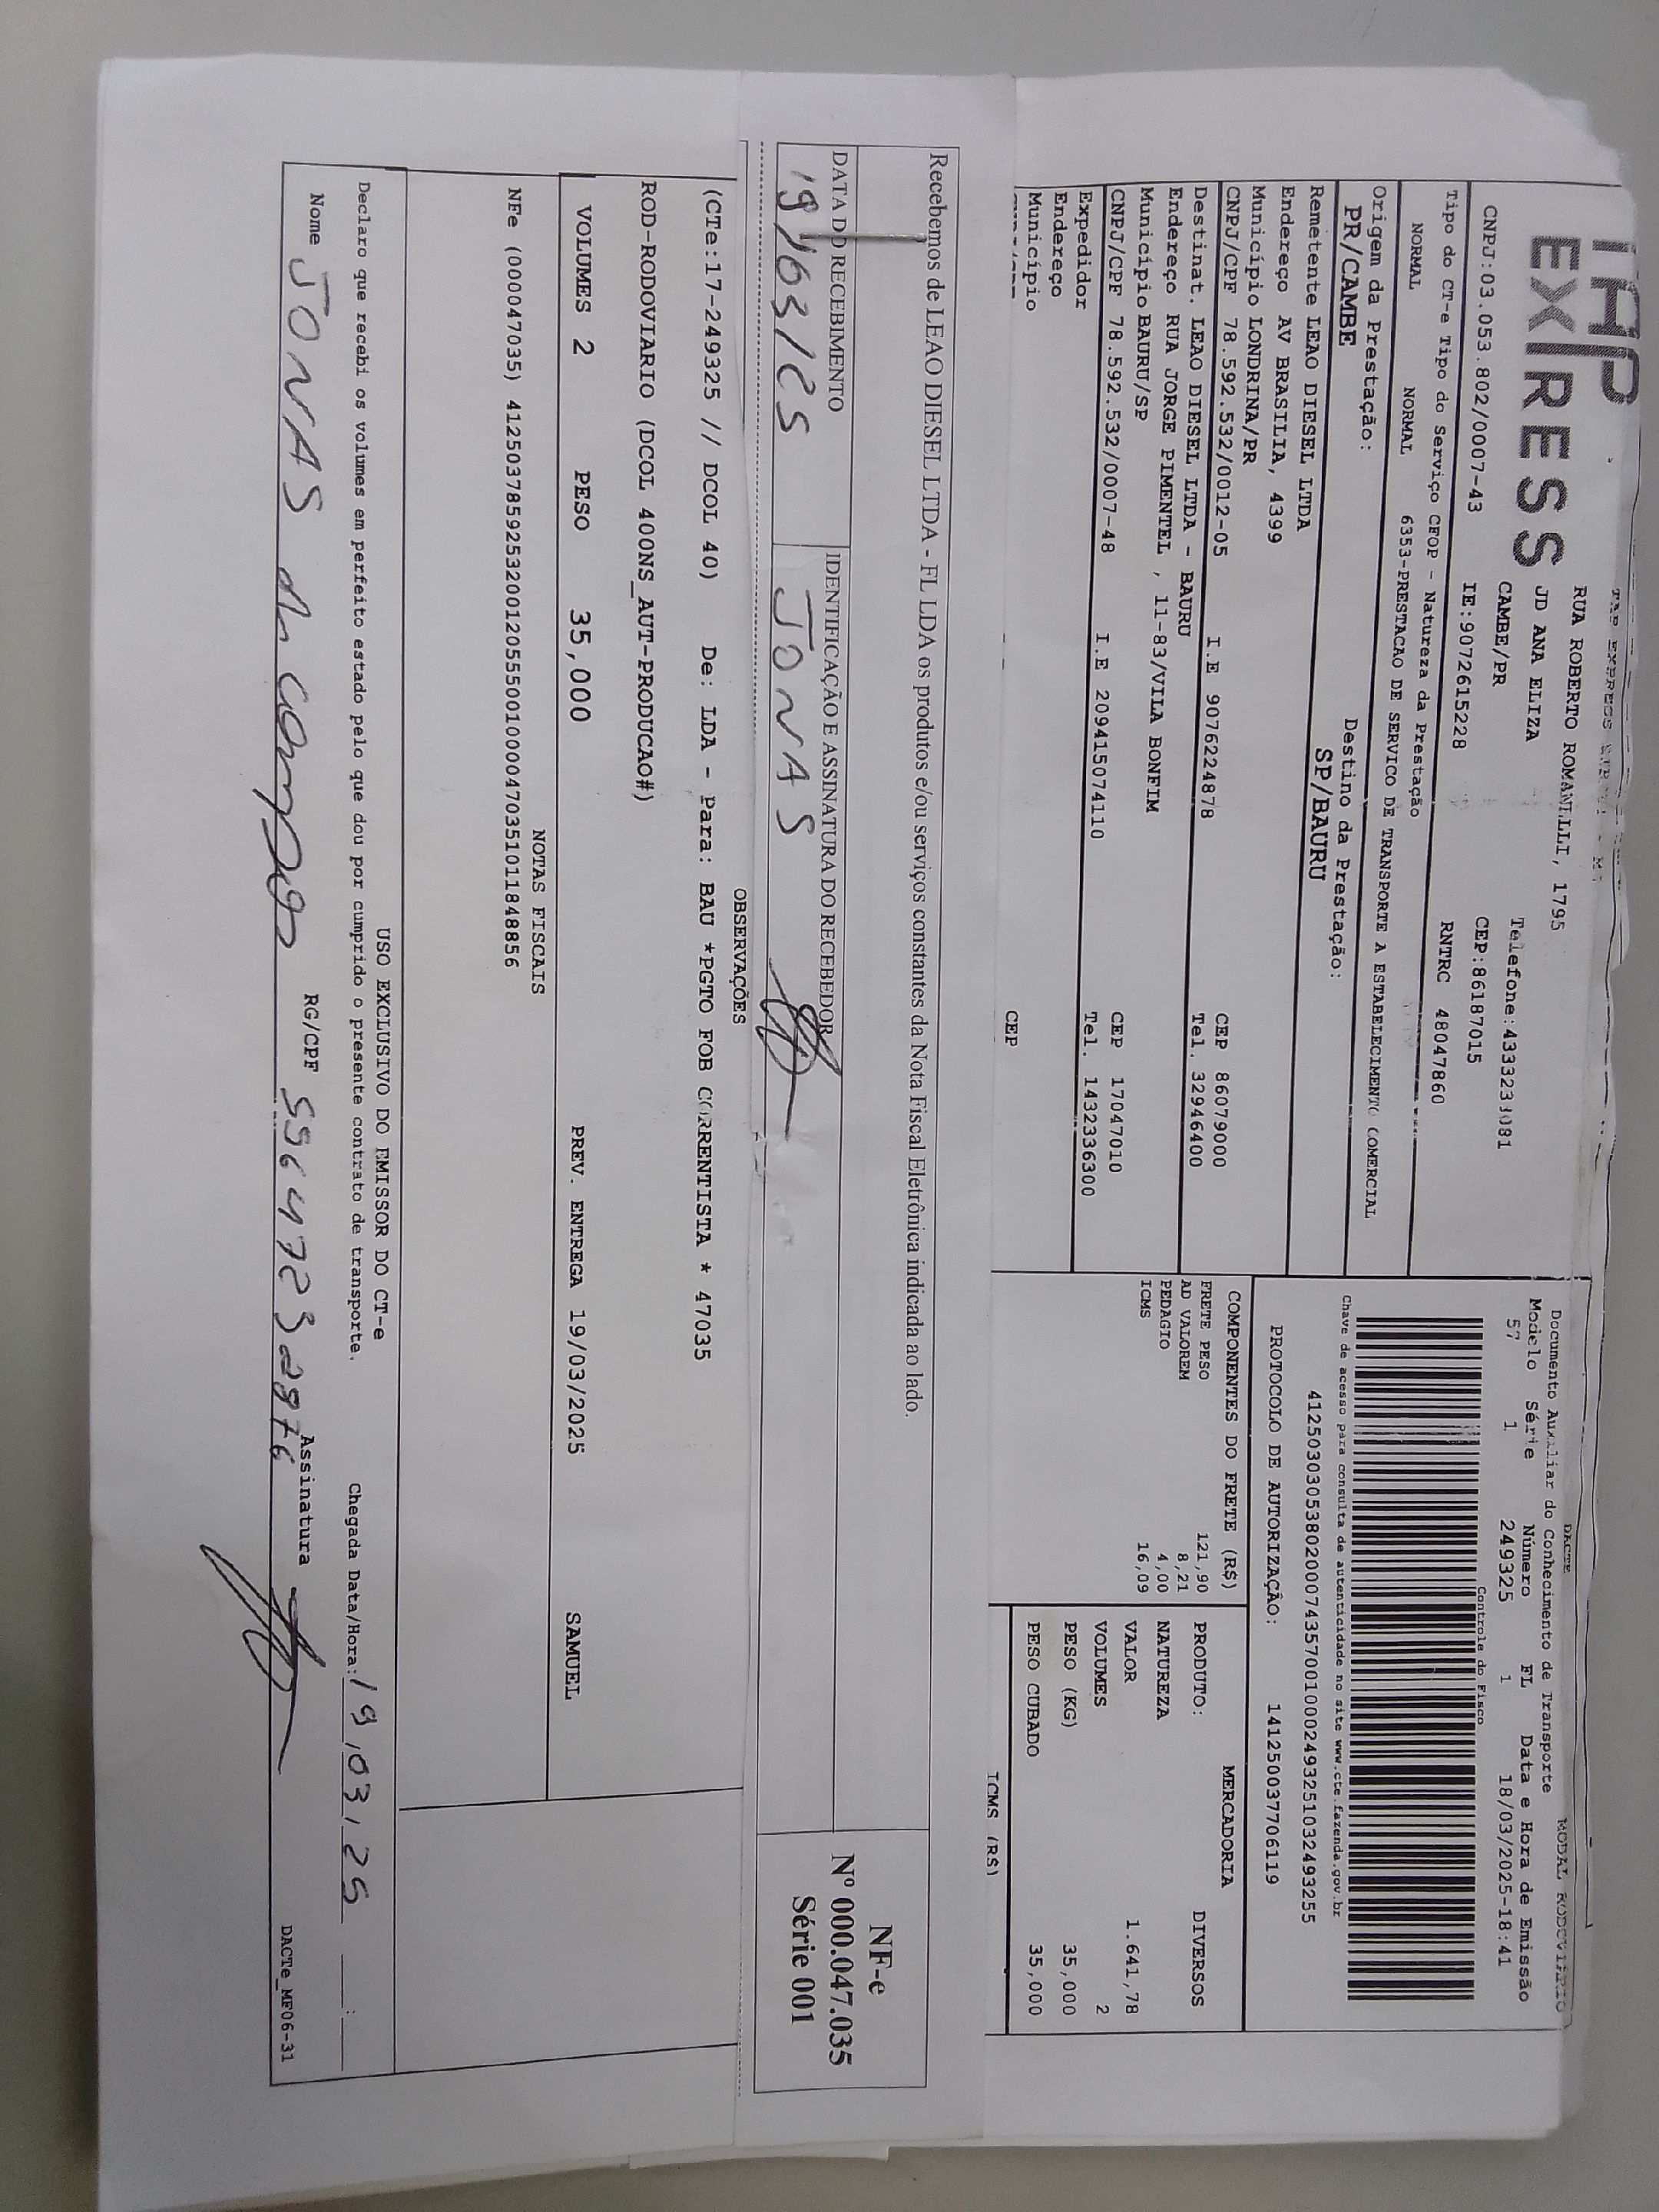 TAP EXPRESS
EXPRESS
RUA ROBERTO ROMANLLLI, 1795
JD ANA ELIZA
CAMBE/PR
Telefone:
CEP:86187015
CNPJ:03.053.802/0007-43 IE:9072615228 RNTRC 48047860
Tipo do CT-e Tipo do Serviço CFOP - Natureza da Prestação
NORMAL NORMAL 6353-PRESTACAO DE SERVICO DE TRANSPORTE A ESTABELECIMENTO COMERCIAL
Origem da Prestação: Destino da Prestação:
PR/CAMBE SP/BAURU
Remetente LEAO DIESEL LTDA
Endereço AV BRASILIA, 4399
Município LONDRINA/PR CEP 86079000
CNPJ/CPF 78.592.532/0012-05 I.E 9076224878 Tel. 32946400
Destinat. LEAO DIESEL LTDA - BAURU
Endereço RUA JORGE PIMENTEL , 11-83/VILA BONFIM
Município BAURU/SP CEP 17047010
CNPJ/CPF 78.592.532/0007-48 I.E 209415074110 Tel. 1432336300
Expedidor
Endereço
Município CEP
DACTE MODAL RODOVIÁRIO
Documento Auxiliar do Conhecimento de Transporte
Modelo Série Número FL Data e Hora de Emissão
57 1 249325 1 18/03/2025-18:41
Controle do Fisco
Chave de acesso para consulta de autenticidade no site www.cte.fazenda.gov.br
41250303053802000743570010002493251032493255
PROTOCOLO DE AUTORIZAÇÃO: 141250037706119
COMPONENTES DO FRETE (R$)
FRETE PESO 121,90
AD VALOREM 8,21
PEDAGIO 4,00
ICMS 16,09
MERCADORIA
PRODUTO: DIVERSOS
NATUREZA
VALOR 1.641,78
VOLUMES 2
PESO (KG) 35,000
PESO CUBADO 35,000
ICMS (R$)
Recebemos de LEAO DIESEL LTDA - FL LDA os produtos e/ou serviços constantes da Nota Fiscal Eletrônica indicada ao lado.
DATA DO RECEBIMENTO IDENTIFICAÇÃO E ASSINATURA DO RECEBEDOR
19/03/25 JONAS
NF-e
Nº 000.047.035
Série 001
OBSERVAÇÕES
(CTe:17-249325 // DCOL 40) De: LDA - Para: BAU *PGTO FOB CORRENTISTA * 47035
ROD-RODOVIARIO (DCOL 400NS_AUT-PRODUCAO#)
VOLUMES 2 PESO 35,000 PREV. ENTREGA 19/03/2025 SAMUEL
NOTAS FISCAIS
NFe (000047035) 41250378592532001205550010000470351011848856
USO EXCLUSIVO DO EMISSOR DO CT-e
Declaro que recebi os volumes em perfeito estado pelo que dou por cumprido o presente contrato de transporte. Chegada Data/Hora: 19/03/25 :
Nome JONAS RG/CPF Assinatura
DACTe_MF06-31